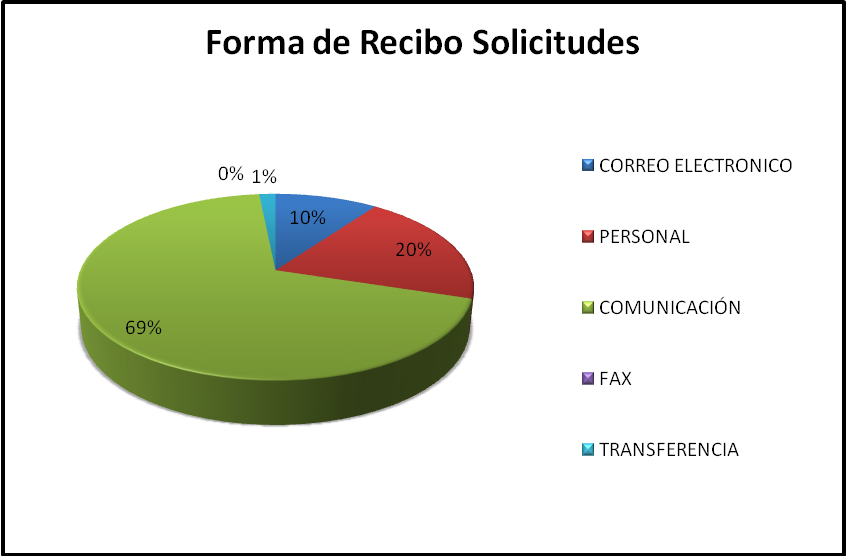 Forma de Recibo Solicitudes
0%
1%
10%
20%
69%
CORREO ELECTRONICO
PERSONAL
COMUNICACIÓN
FAX
TRANSFERENCIA